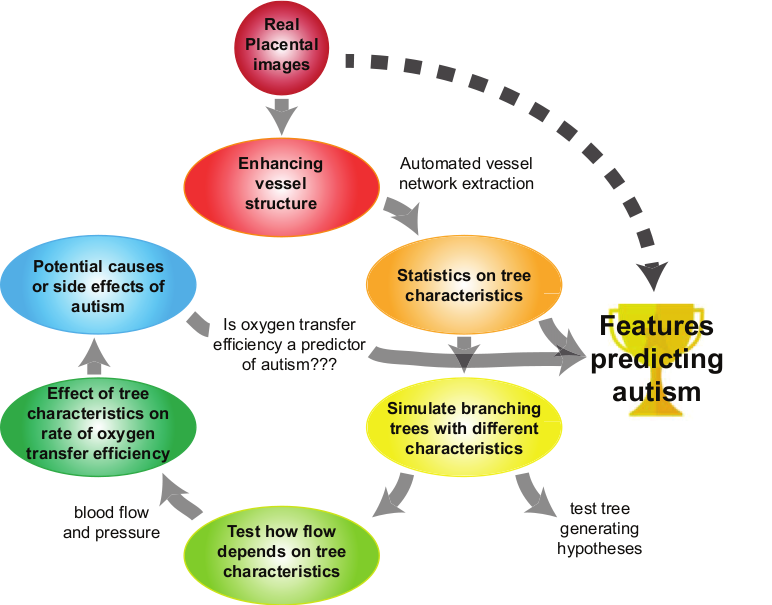 Real
Placental
images
Enhancing
vessel
structure
Automated vessel
network extraction
Statistics on tree
characteristics
Potential causes
or side effects of
autism
Is oxygen transfer
efficiency a predictor
of autism???
Features
predicting
autism
Effect of tree
characteristics on
rate of oxygen
transfer efficiency
Simulate branching
trees with different
characteristics
blood flow
and pressure
Test how flow
depends on tree
characteristics
test tree
generating
hypotheses